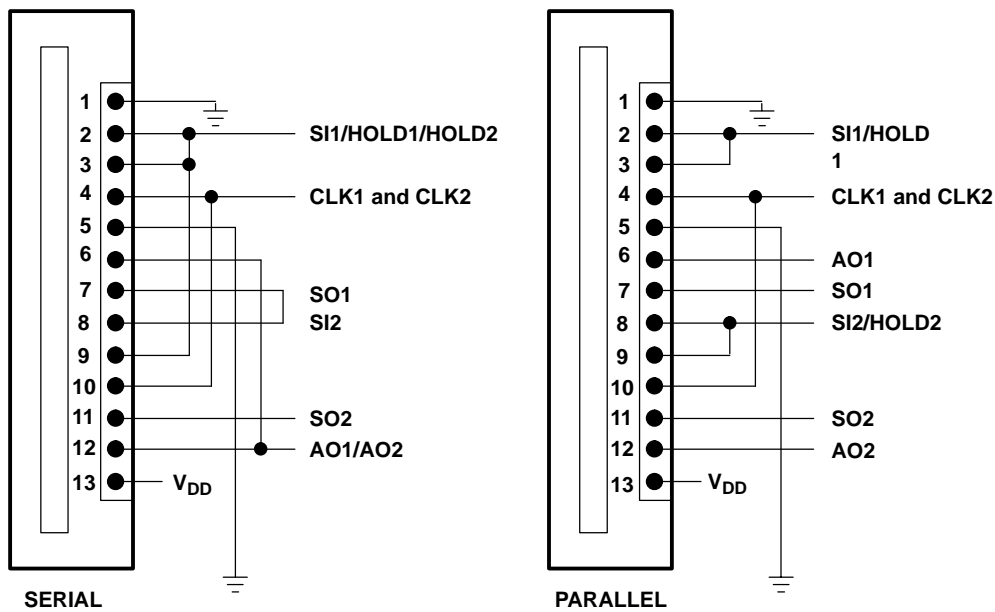 1
2 SI1/HOLD1/HOLD2
3
4 CLK1 and CLK2
5
6
7 SO1
8 SI2
9
10
11 SO2
12 AO1/AO2
13 VDD
SERIAL
1
2 SI1/HOLD
3 1
4 CLK1 and CLK2
5
6 AO1
7 SO1
8 SI2/HOLD2
9
10
11 SO2
12 AO2
13 VDD
PARALLEL